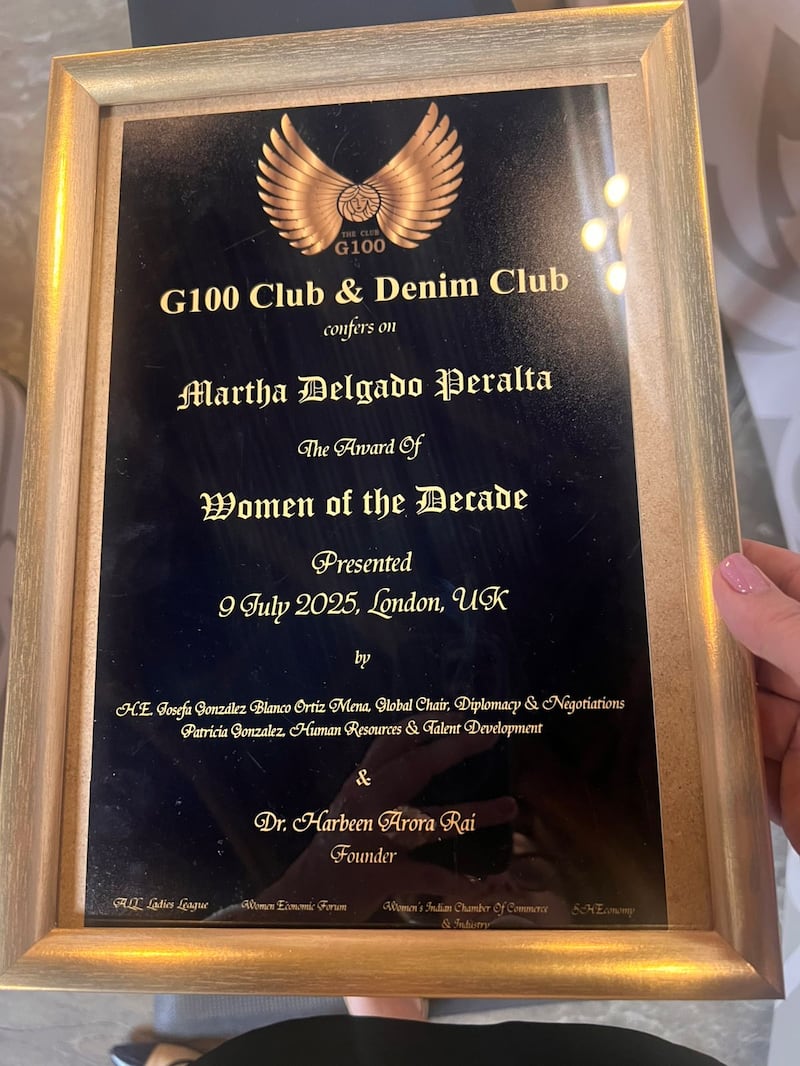 THE CLUB
G100
G100 Club & Denim Club
confers on
Martha Delgado Peralta
The Award Of
Women of the Decade
Presented
9 July 2025, London, UK
by
H.E. Josefa González Blanco Ortiz Mena, Global Chair, Diplomacy & Negotiations
Patricia Gonzalez, Human Resources & Talent Development
&
Dr. Harbeen Arora Rai
Founder
ALL Ladies League Women Economic Forum Women's Indian Chamber Of Commerce SHEconomy
& Industry